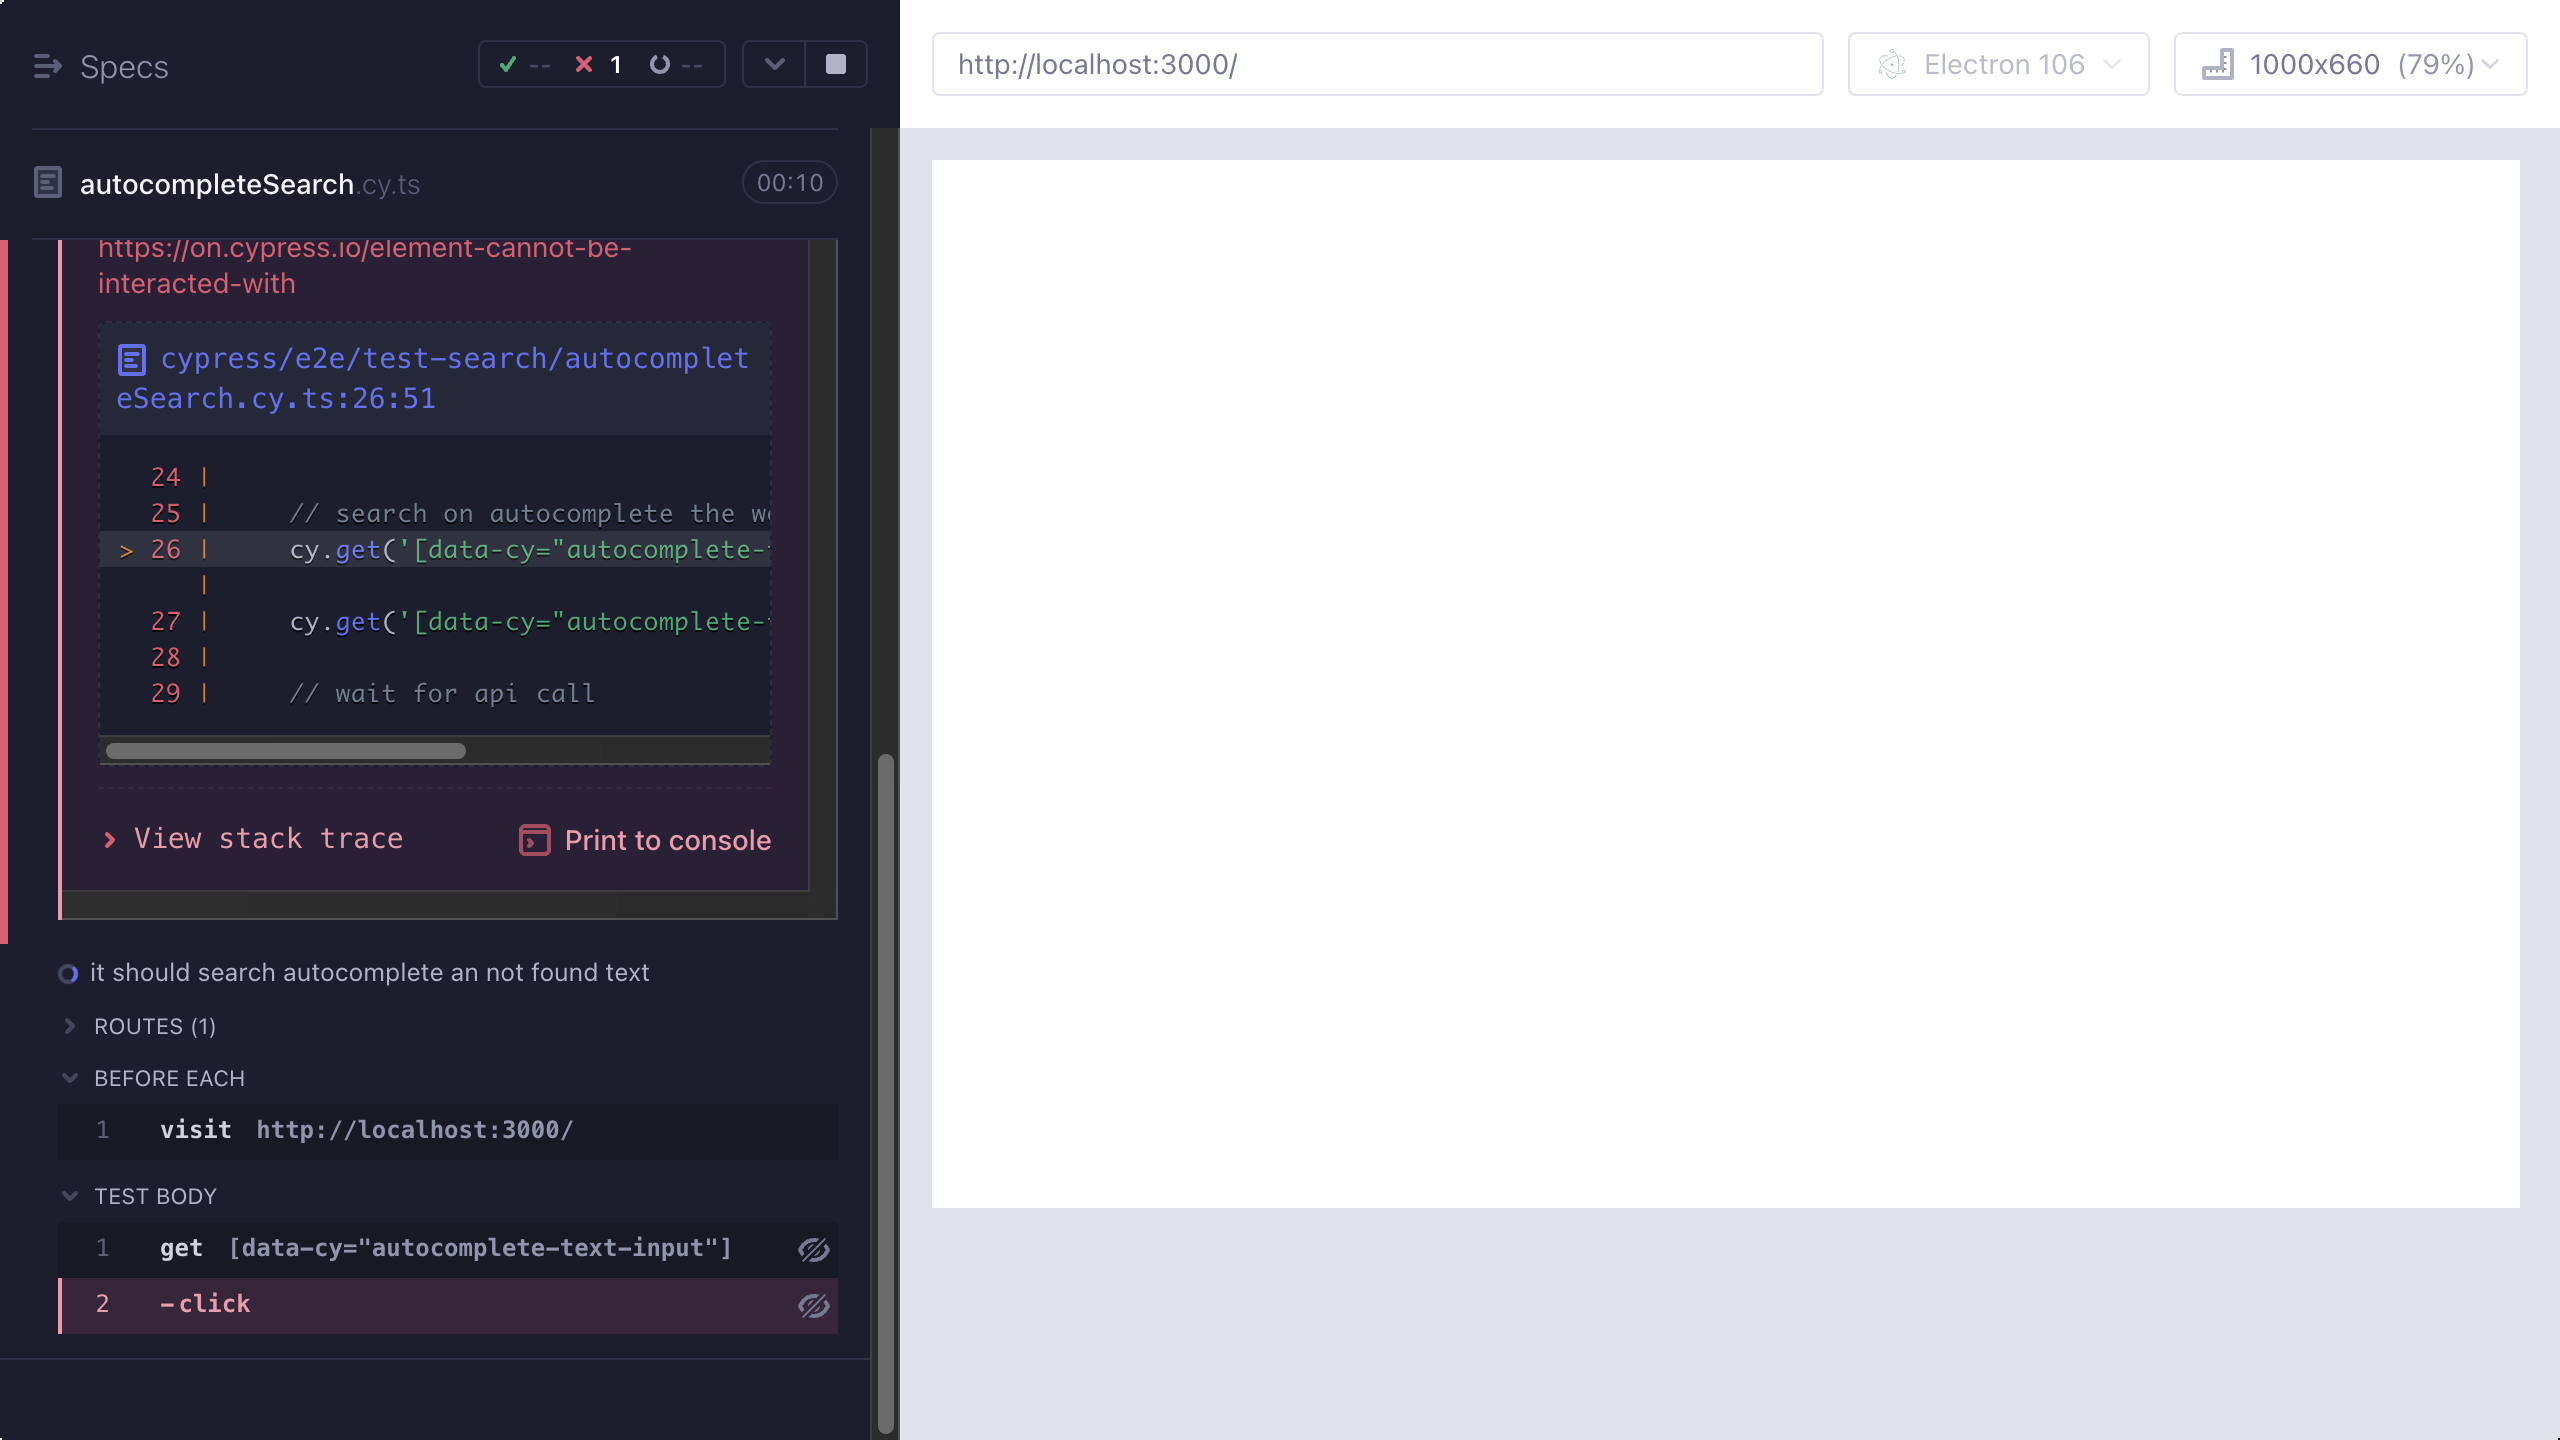 Specs
-- 1 --
autocompleteSearch.cy.ts
00:10
https://on.cypress.io/element-cannot-be-
interacted-with
cypress/e2e/test-search/autocomplet
eSearch.cy.ts:26:51
24 |
25 | // search on autocomplete the w
> 26 | cy.get('[data-cy="autocomplete-
|
27 | cy.get('[data-cy="autocomplete-
28 |
29 | // wait for api call
View stack trace
Print to console
it should search autocomplete an not found text
ROUTES (1)
BEFORE EACH
1 visit http://localhost:3000/
TEST BODY
1 get [data-cy="autocomplete-text-input"]
2 -click
http://localhost:3000/
Electron 106
1000x660 (79%)